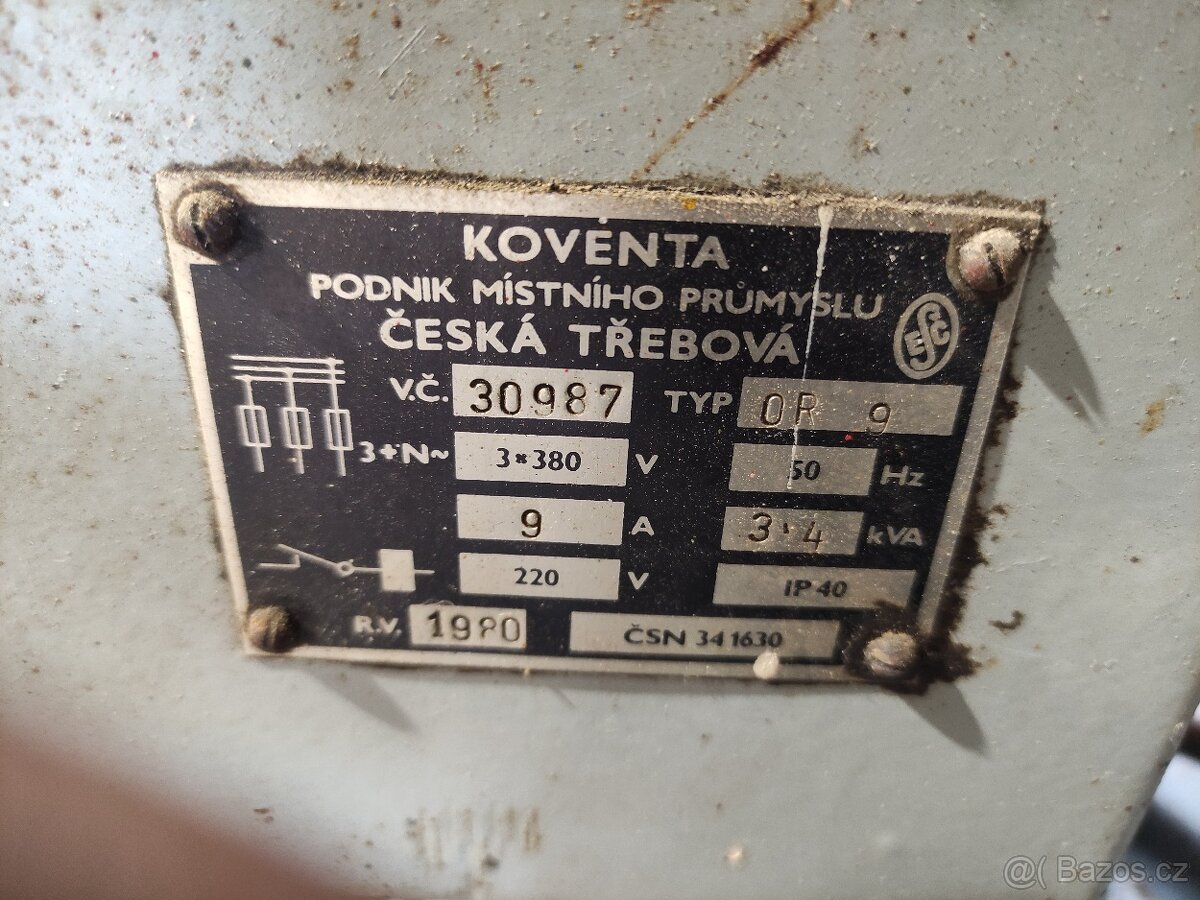 KOVENTA
PODNIK MÍSTNÍHO PRŮMYSLU
ČESKÁ TŘEBOVÁ
ESČ
V.Č. 30987 TYP OR 9
3+N~ 3×380 V 50 Hz
9 A 3·4 kVA
220 V IP 40
R.V. 1980 ČSN 34 1630
@( Bazos.cz